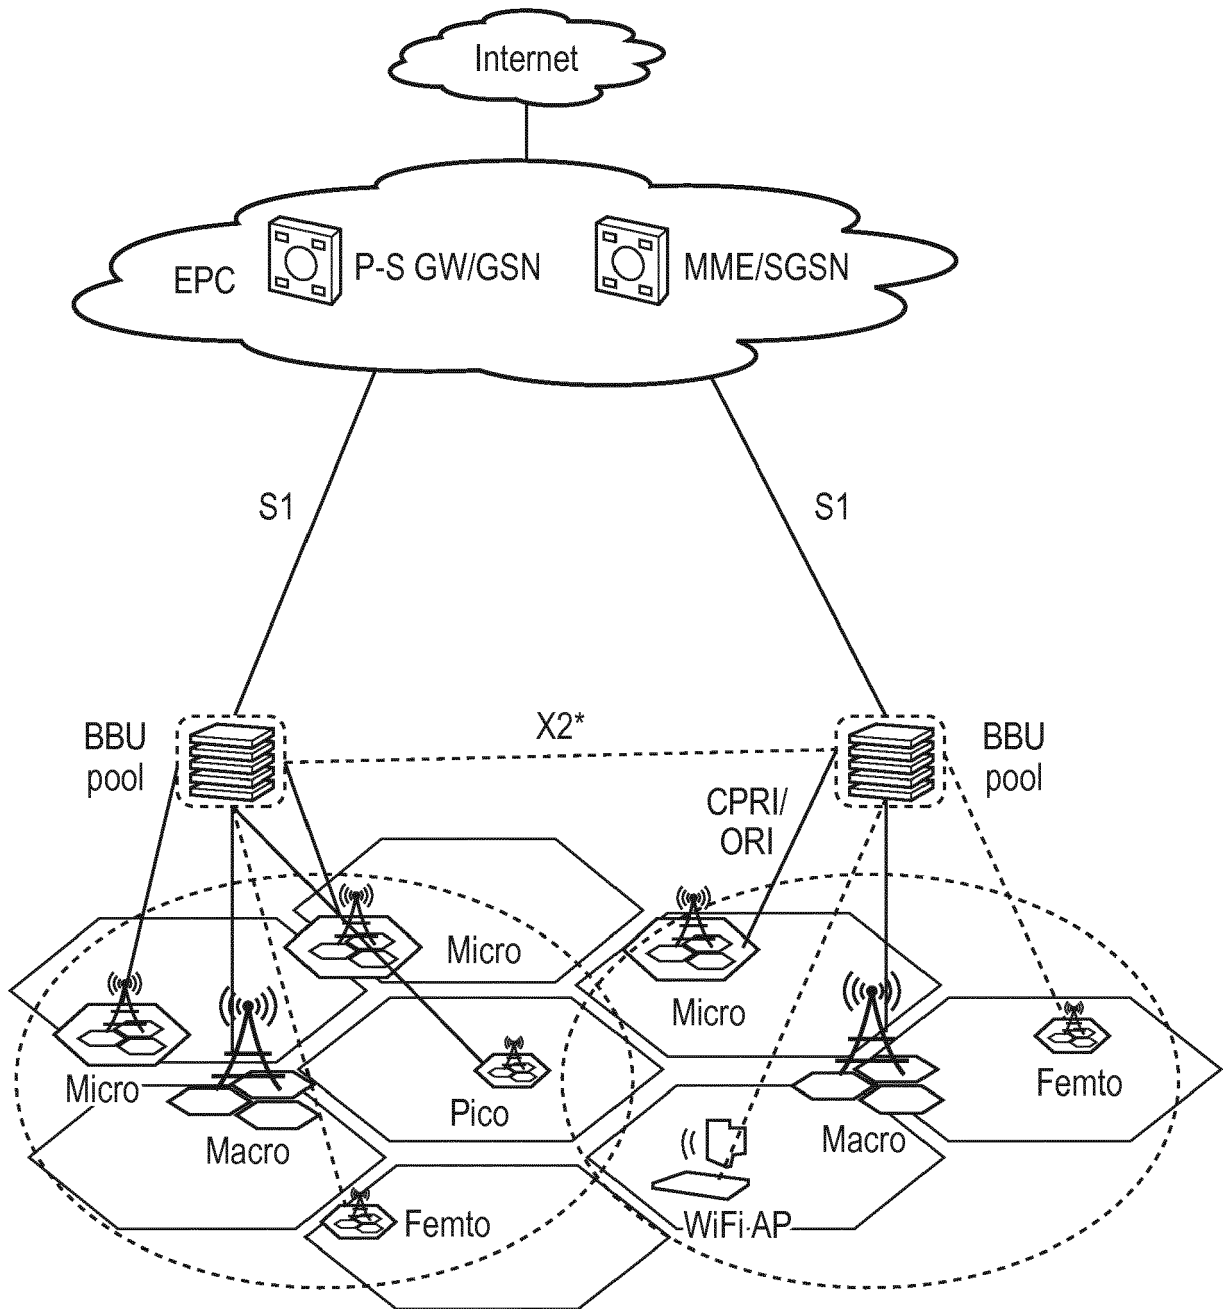 Internet
EPC
P-S GW/GSN
MME/SGSN
S1
S1
BBU
pool
X2*
BBU
pool
CPRI/
ORI
Micro
Micro
Micro
Pico
Femto
Macro
Macro
WiFi AP
Femto